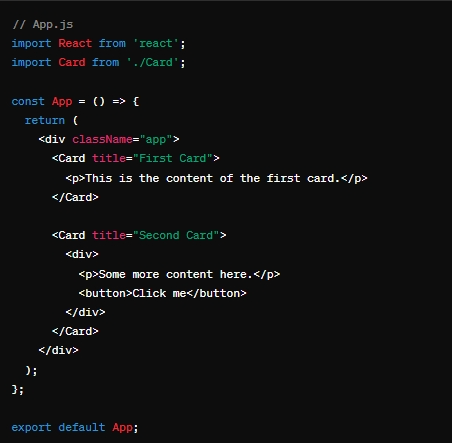 // App.js
import React from 'react';
import Card from './Card';

const App = () => {
  return (
    <div className="app">
      <Card title="First Card">
        <p>This is the content of the first card.</p>
      </Card>

      <Card title="Second Card">
        <div>
          <p>Some more content here.</p>
          <button>Click me</button>
        </div>
      </Card>
    </div>
  );
};

export default App;